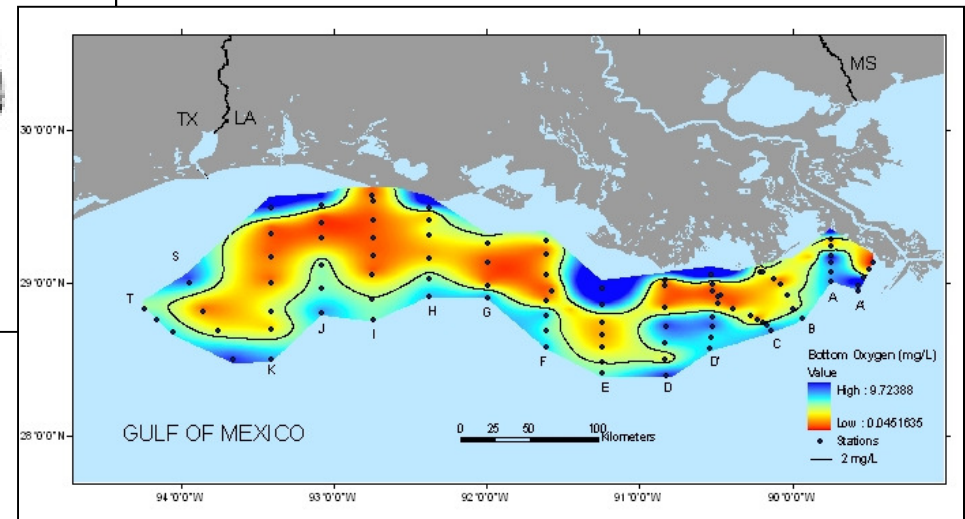 MS
TX LA
30°0'0"N
S
29°0'0"N
T
A A'
B
J I H G
C
Bottom Oxygen (mg/L)
F D'
Value
K E D
High : 9.72388
Low : 0.0451635
GULF OF MEXICO
0 25 50 100
Kilometers
Stations
28°0'0"N
2 mg/L
94°0'0"W 93°0'0"W 92°0'0"W 91°0'0"W 90°0'0"W